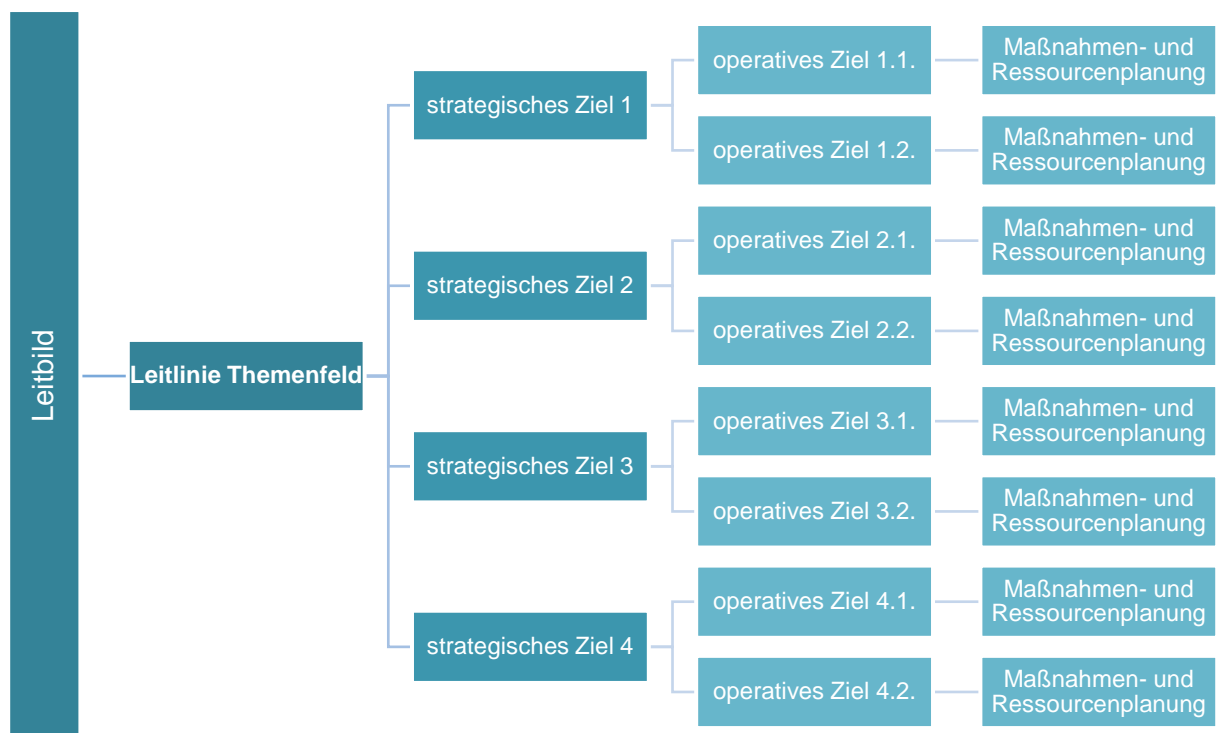 Leitbild
Leitlinie Themenfeld
strategisches Ziel 1
operatives Ziel 1.1.
Maßnahmen- und
Ressourcenplanung
operatives Ziel 1.2.
Maßnahmen- und
Ressourcenplanung
strategisches Ziel 2
operatives Ziel 2.1.
Maßnahmen- und
Ressourcenplanung
operatives Ziel 2.2.
Maßnahmen- und
Ressourcenplanung
strategisches Ziel 3
operatives Ziel 3.1.
Maßnahmen- und
Ressourcenplanung
operatives Ziel 3.2.
Maßnahmen- und
Ressourcenplanung
strategisches Ziel 4
operatives Ziel 4.1.
Maßnahmen- und
Ressourcenplanung
operatives Ziel 4.2.
Maßnahmen- und
Ressourcenplanung